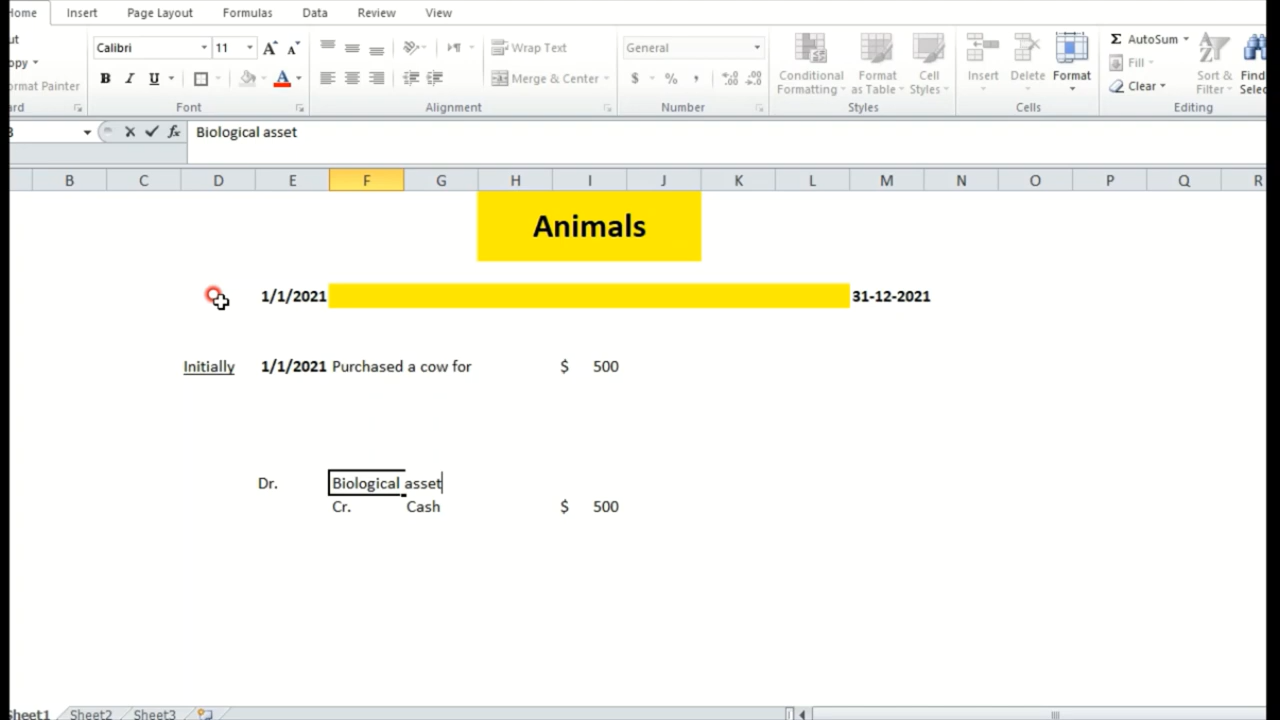 Home Insert Page Layout Formulas Data Review View
Calibri 11 A A Wrap Text General AutoSum
Format Painter B I U A Merge & Center $ % , Conditional Formatting Format as Table Cell Styles Insert Delete Format Fill Clear Sort & Filter
Font Alignment Number Styles Cells Editing
fx Biological asset
B C D E F G H I J K L M N O P Q R
Animals
1/1/2021 31-12-2021
Initially 1/1/2021 Purchased a cow for $ 500
Dr. Biological asset
Cr. Cash $ 500
Sheet1 Sheet2 Sheet3